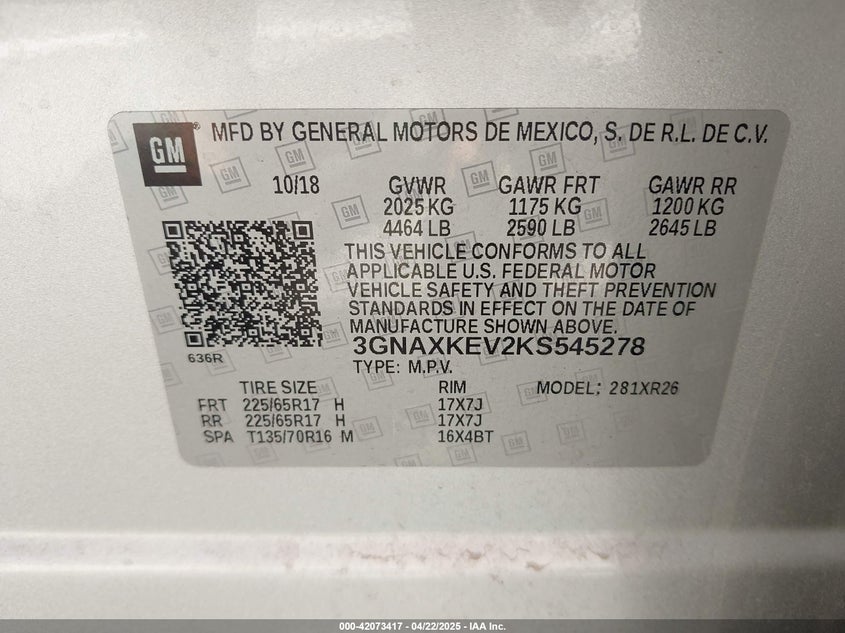 GM ® MFD BY GENERAL MOTORS DE MEXICO, S. DE R.L. DE C.V.
10/18 GVWR GAWR FRT GAWR RR
2025 KG 1175 KG 1200 KG
4464 LB 2590 LB 2645 LB
THIS VEHICLE CONFORMS TO ALL
APPLICABLE U.S. FEDERAL MOTOR
VEHICLE SAFETY AND THEFT PREVENTION
STANDARDS IN EFFECT ON THE DATE OF
MANUFACTURE SHOWN ABOVE.
636R 3GNAXKEV2KS545278
TYPE: M.P.V.
TIRE SIZE RIM MODEL: 281XR26
FRT 225/65R17 H 17X7J
RR 225/65R17 H 17X7J
SPA T135/70R16 M 16X4BT
000-42073417 - 04/22/2025 - IAA Inc.